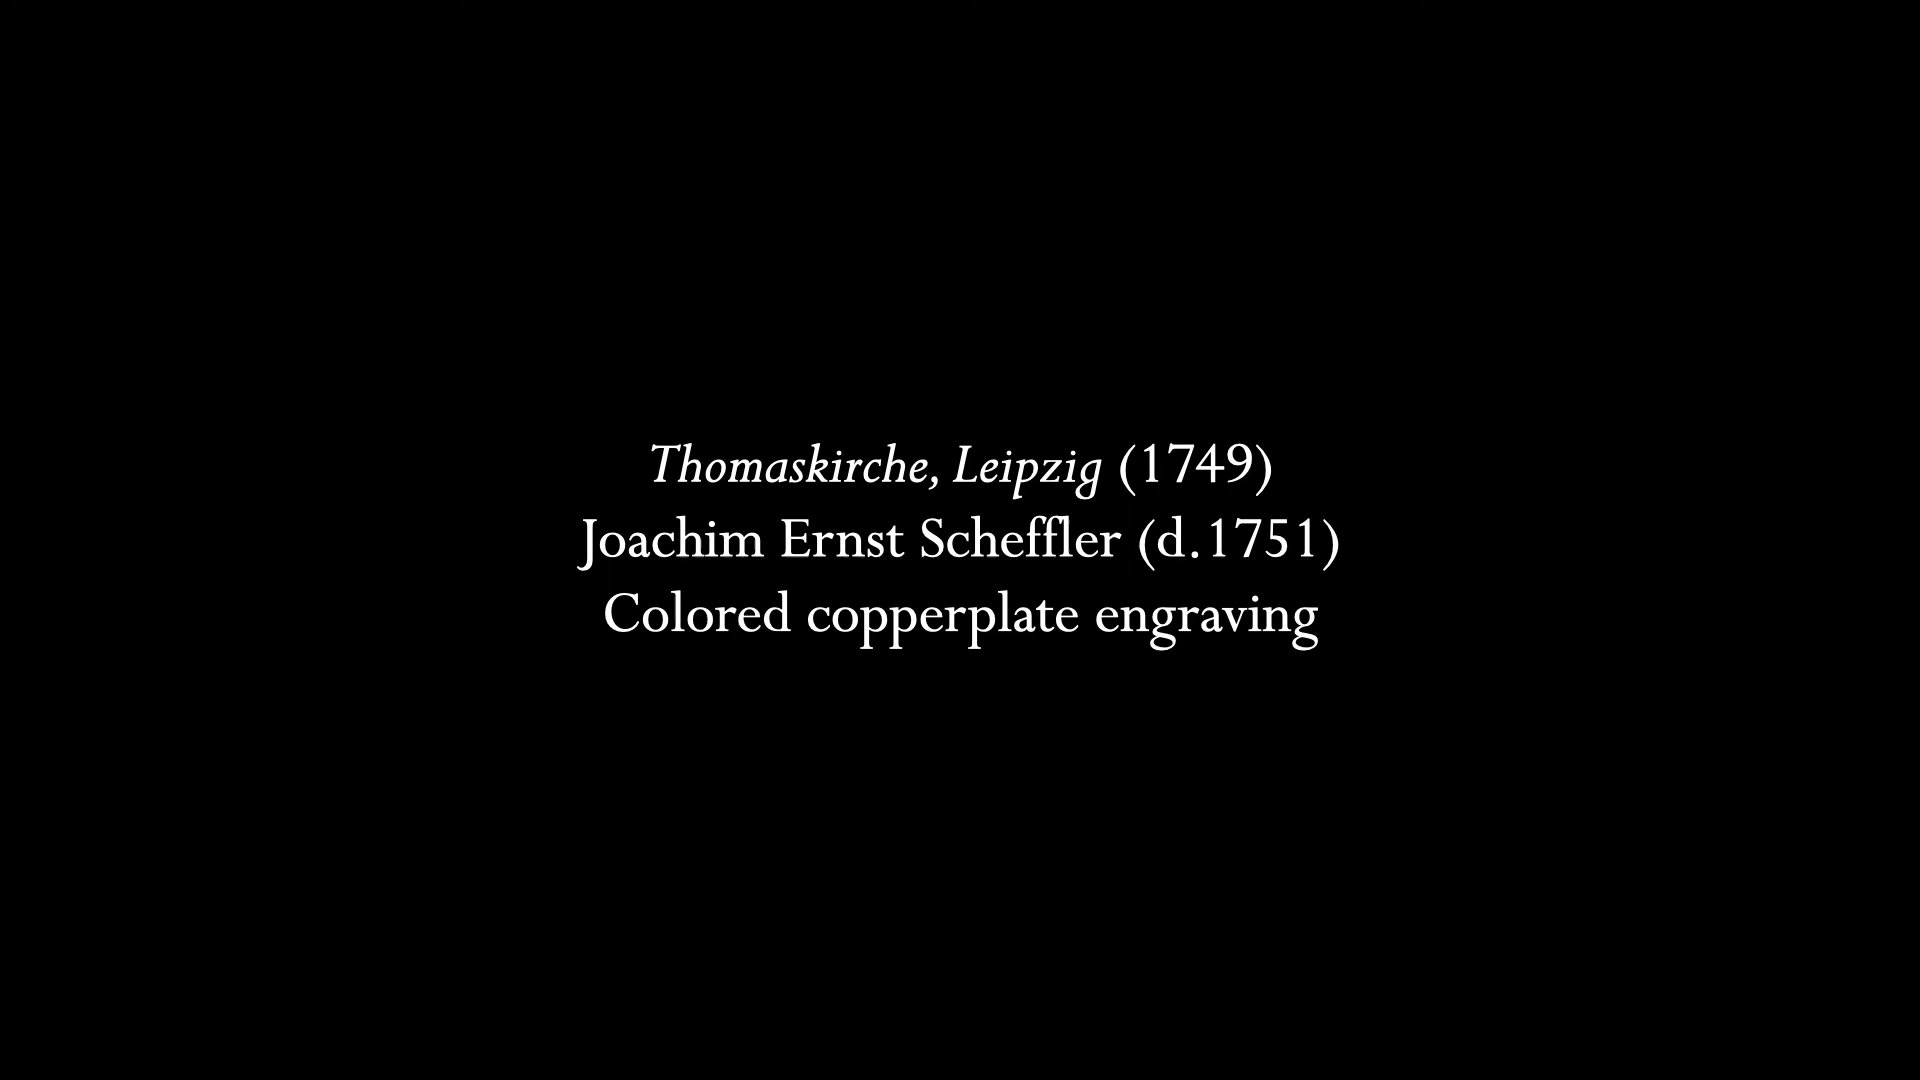 Thomaskirche, Leipzig (1749)
Joachim Ernst Scheffler (d.1751)
Colored copperplate engraving